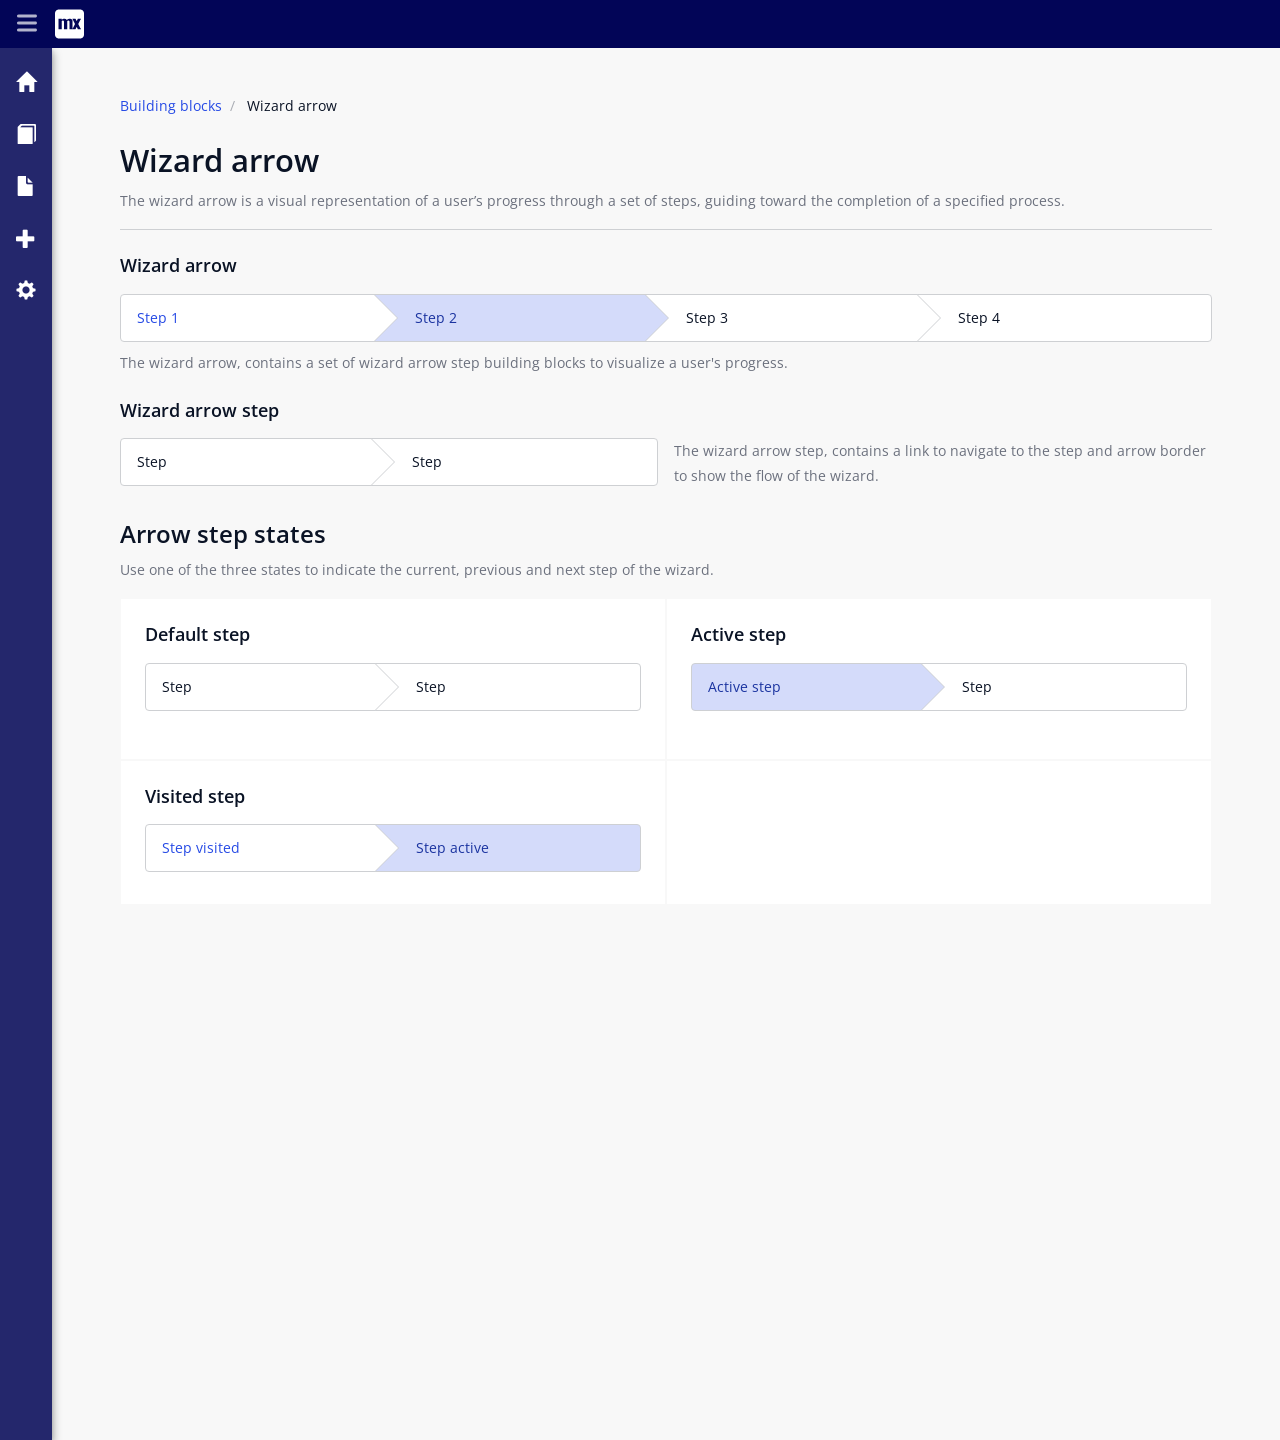 mx
Building blocks / Wizard arrow
Wizard arrow
The wizard arrow is a visual representation of a user’s progress through a set of steps, guiding toward the completion of a specified process.
Wizard arrow
Step 1 Step 2 Step 3 Step 4
The wizard arrow, contains a set of wizard arrow step building blocks to visualize a user's progress.
Wizard arrow step
Step Step
The wizard arrow step, contains a link to navigate to the step and arrow border
to show the flow of the wizard.
Arrow step states
Use one of the three states to indicate the current, previous and next step of the wizard.
Default step
Step Step
Active step
Active step Step
Visited step
Step visited Step active